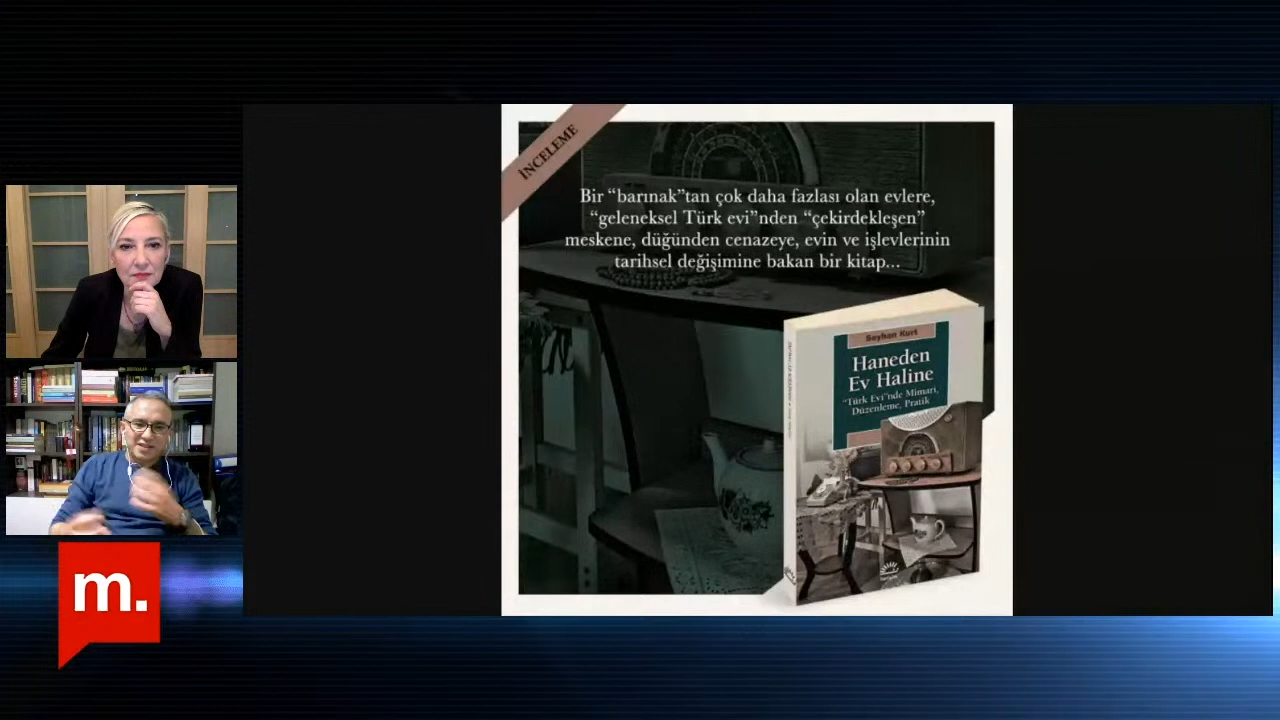 İNCELEME
Bir “barınak”tan çok daha fazlası olan evlere,
“geleneksel Türk evi”nden “çekirdekleşen”
meskene, düğünden cenazeye, evin ve işlevlerinin
tarihsel değişimine bakan bir kitap...
Seyhan Kurt
Haneden
Ev Haline
“Türk Evi”nde Mimari,
Düzenleme, Pratik
m.